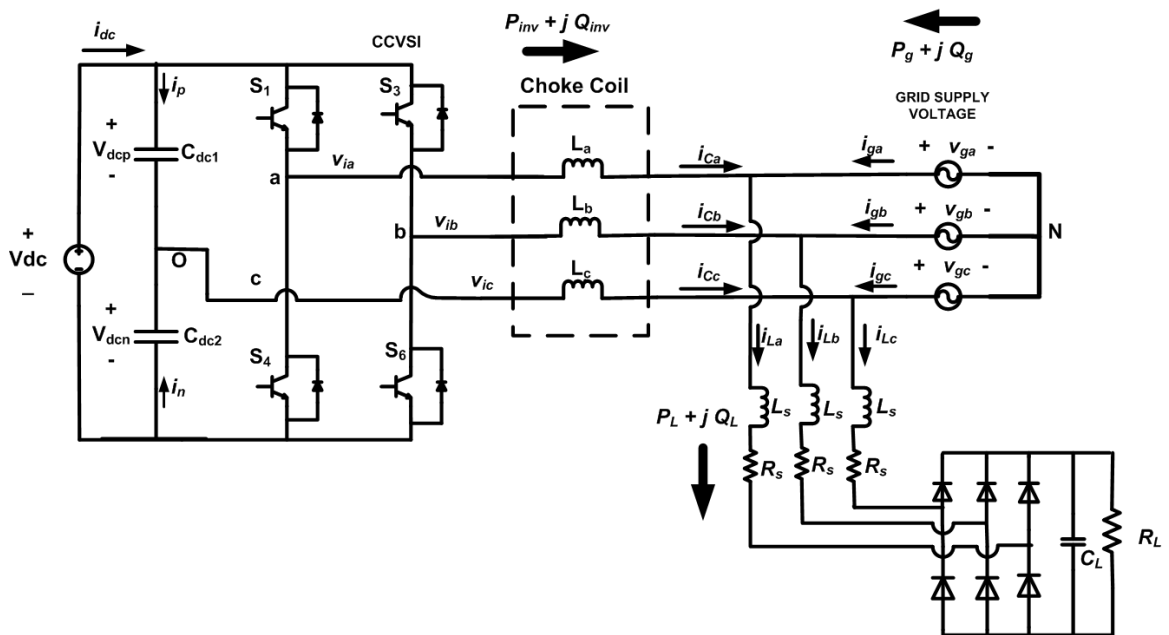 P_inv + j Q_inv
P_g + j Q_g
i_dc
CCVSI
Choke Coil
GRID SUPPLY
VOLTAGE
i_p
S_1
S_3
+
V_dcp
-
C_dc1
a
v_ia
L_a
i_Ca
i_ga
+ v_ga -
b
v_ib
L_b
i_Cb
i_gb
+ v_gb -
N
+
Vdc
_
O
c
v_ic
L_c
i_Cc
i_gc
+ v_gc -
+
V_dcn
-
C_dc2
i_n
S_4
S_6
i_La
i_Lb
i_Lc
P_L + j Q_L
L_s
L_s
L_s
R_s
R_s
R_s
C_L
R_L